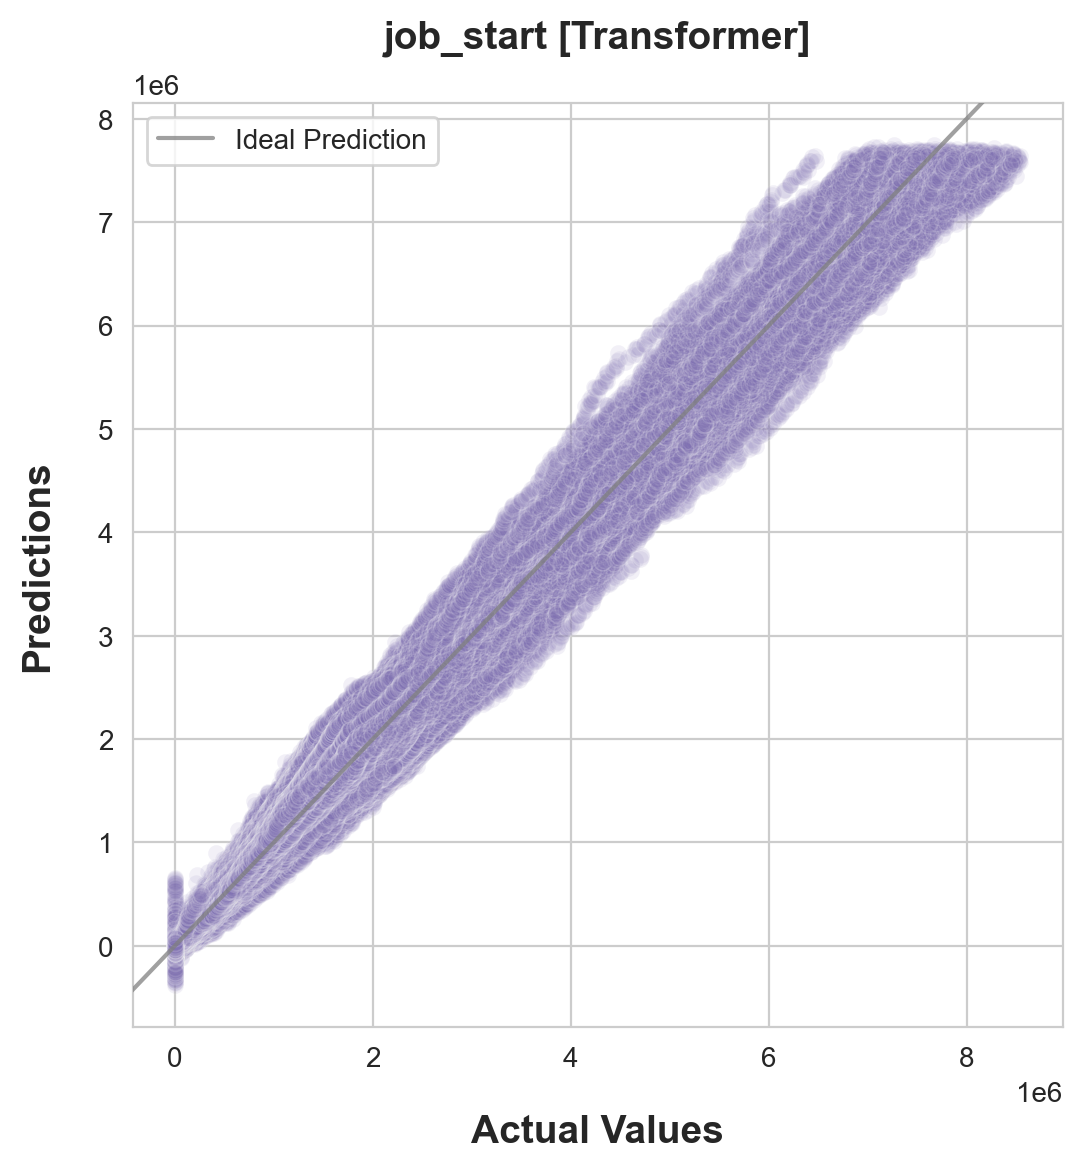 job_start [Transformer]
1e6
Ideal Prediction
8
7
6
5
4
3
2
1
0
Predictions
0 2 4 6 8
1e6
Actual Values